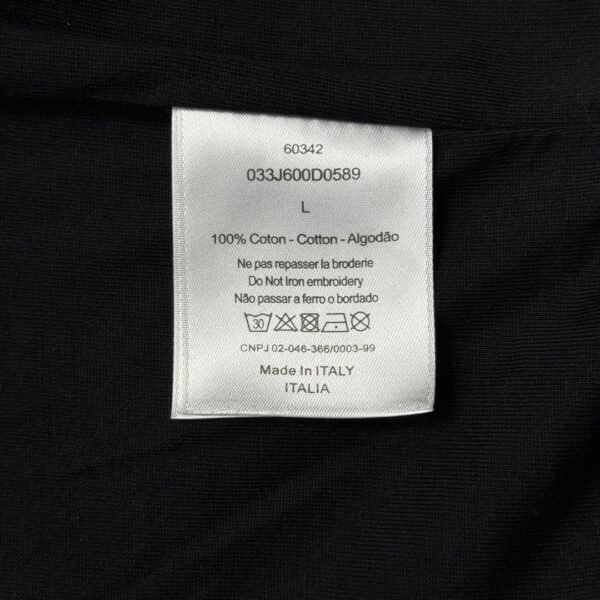 60342
033J600D0589
L
100% Coton - Cotton - Algodão
Ne pas repasser la broderie
Do Not Iron embroidery
Não passar a ferro o bordado
30
CNPJ 02-046-366/0003-99
Made In ITALY
ITALIA